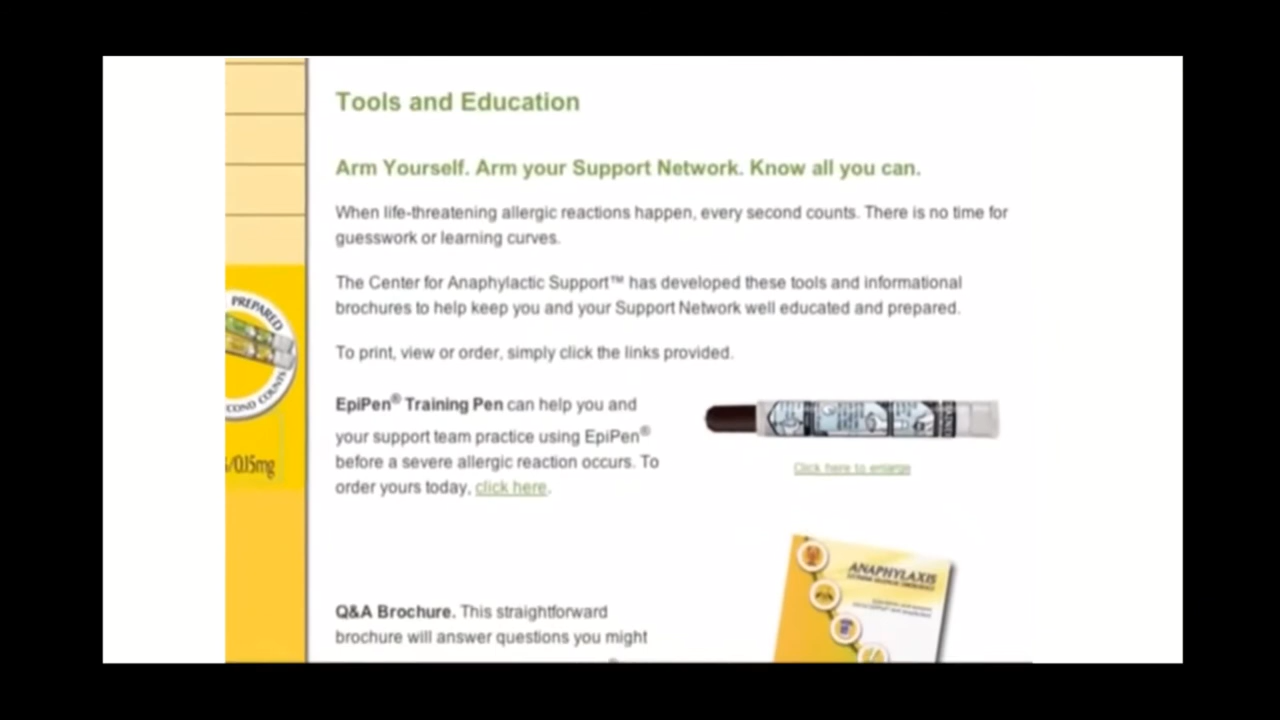 Tools and Education
Arm Yourself. Arm your Support Network. Know all you can.
When life-threatening allergic reactions happen, every second counts. There is no time for
guesswork or learning curves.
The Center for Anaphylactic Support™ has developed these tools and informational
brochures to help keep you and your Support Network well educated and prepared.
To print, view or order, simply click the links provided.
EpiPen® Training Pen can help you and
your support team practice using EpiPen®
before a severe allergic reaction occurs. To
order yours today, click here.
Click here to enlarge
Q&A Brochure. This straightforward
brochure will answer questions you might
ANAPHYLAXIS
PREPARED
COND COUNTS
/0.15mg